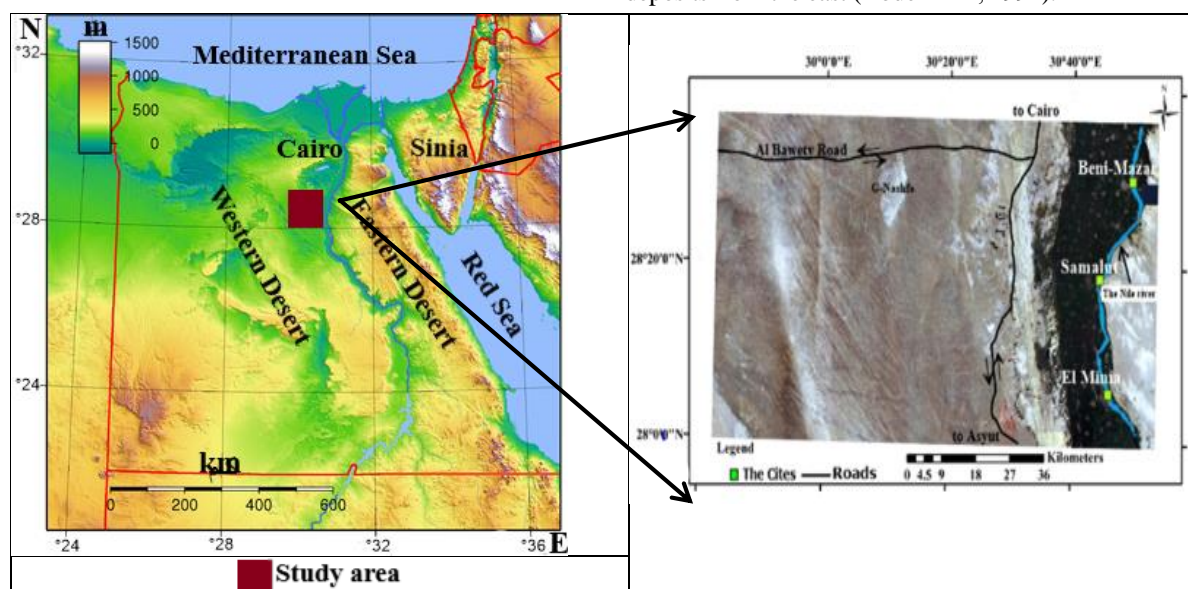 N
m
°32
1500
1000
500
0
Mediterranean Sea
Cairo
Sinia
°28
Western Desert
Eastern Desert
Red Sea
°24
km
0 200 400 600
°24 °28 °32 °36
E
Study area
30°0'0"E 30°20'0"E 30°40'0"E
N
to Cairo
Al Bawety Road
Beni-Mazar
28°20'0"N
Samalut
The Nile river
El Minia
28°0'0"N
to Asyut
Legend
Kilometers
The Cites
Roads
0 4.5 9 18 27 36